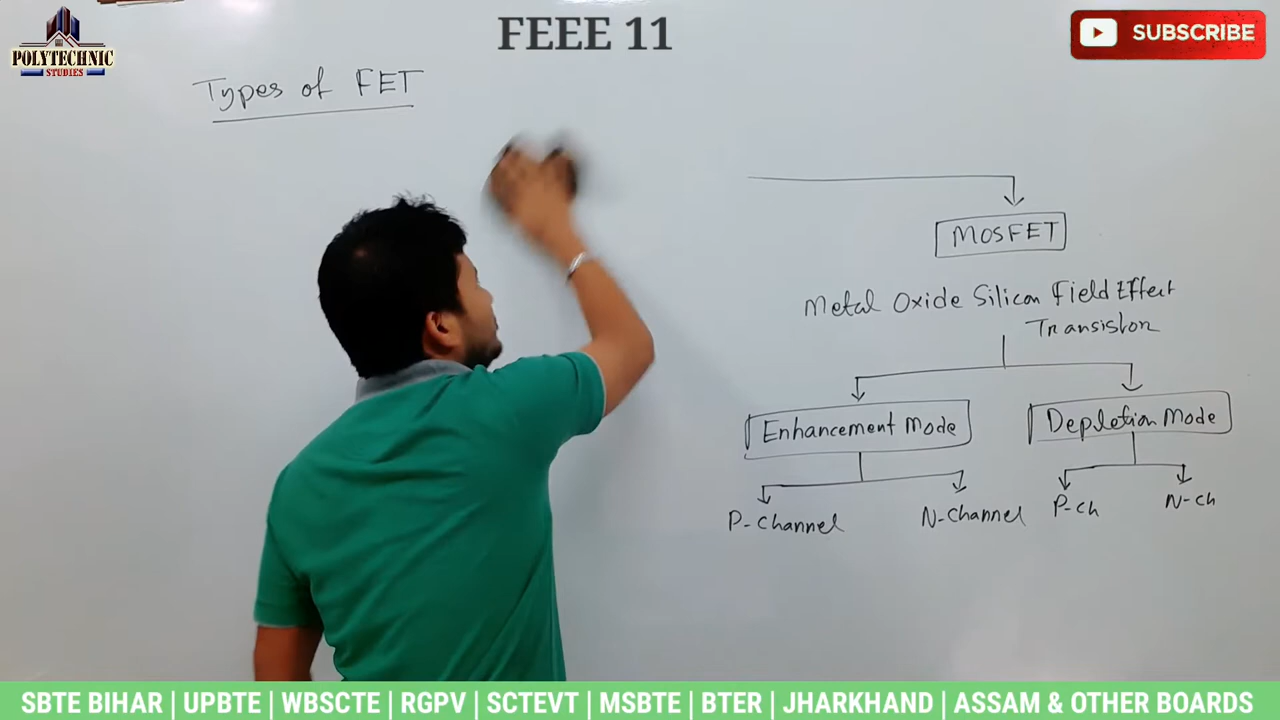 FEEE 11
POLYTECHNIC
STUDIES
SUBSCRIBE
Types of FET
MOSFET
Metal Oxide Silicon Field Effect
Transistor
Enhancement Mode
Depletion Mode
P-Channel
N-Channel
P-ch
N-ch
SBTE BIHAR | UPBTE | WBSCTE | RGPV | SCTEVT | MSBTE | BTER | JHARKHAND | ASSAM & OTHER BOARDS